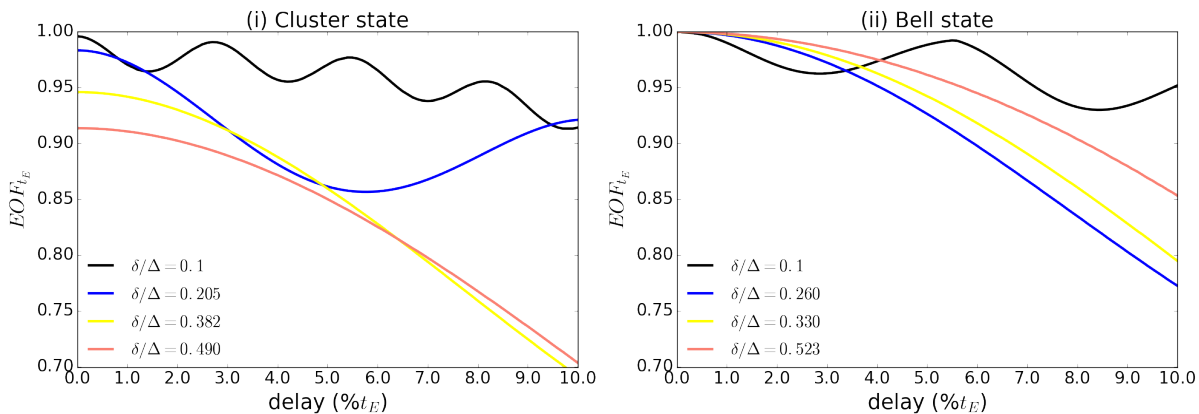 (i) Cluster state
1.00
0.95
0.90
0.85
0.80
0.75
0.70
EOF_{t_E}
δ/Δ = 0.1
δ/Δ = 0.205
δ/Δ = 0.382
δ/Δ = 0.490
0.0 1.0 2.0 3.0 4.0 5.0 6.0 7.0 8.0 9.0 10.0
delay (%t_E)
(ii) Bell state
1.00
0.95
0.90
0.85
0.80
0.75
0.70
EOF_{t_E}
δ/Δ = 0.1
δ/Δ = 0.260
δ/Δ = 0.330
δ/Δ = 0.523
0.0 1.0 2.0 3.0 4.0 5.0 6.0 7.0 8.0 9.0 10.0
delay (%t_E)